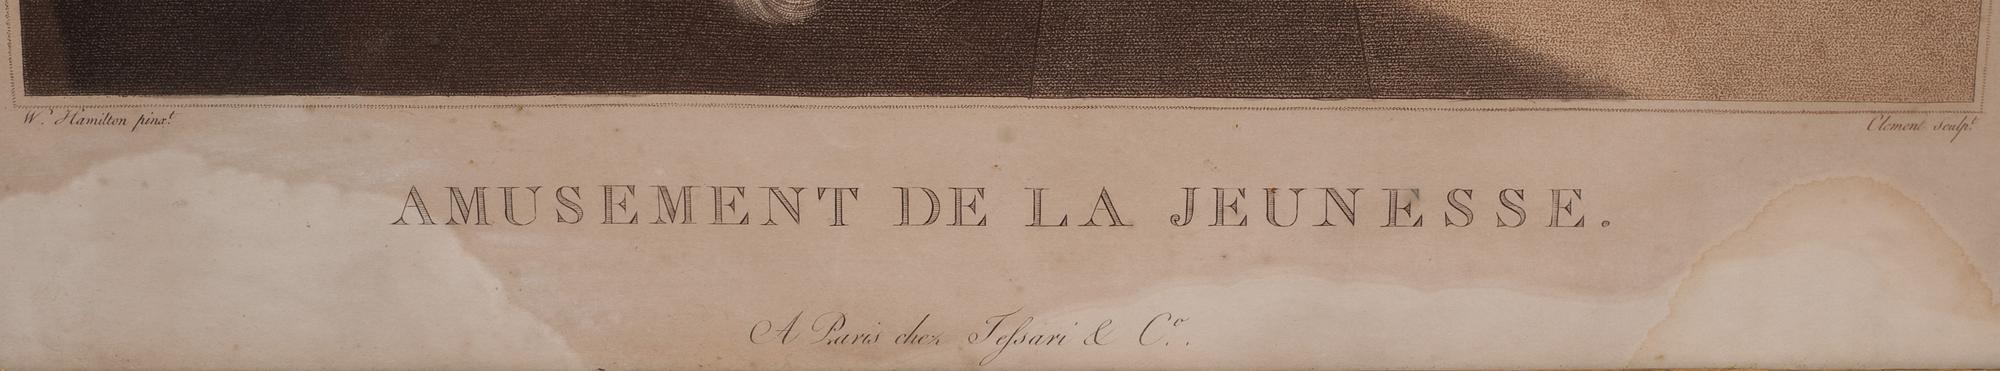 W.^m Hamilton pinx.^t
Clement sculp.^t
AMUSEMENT DE LA JEUNESSE.
A Paris chez Teſsari & C.^o.